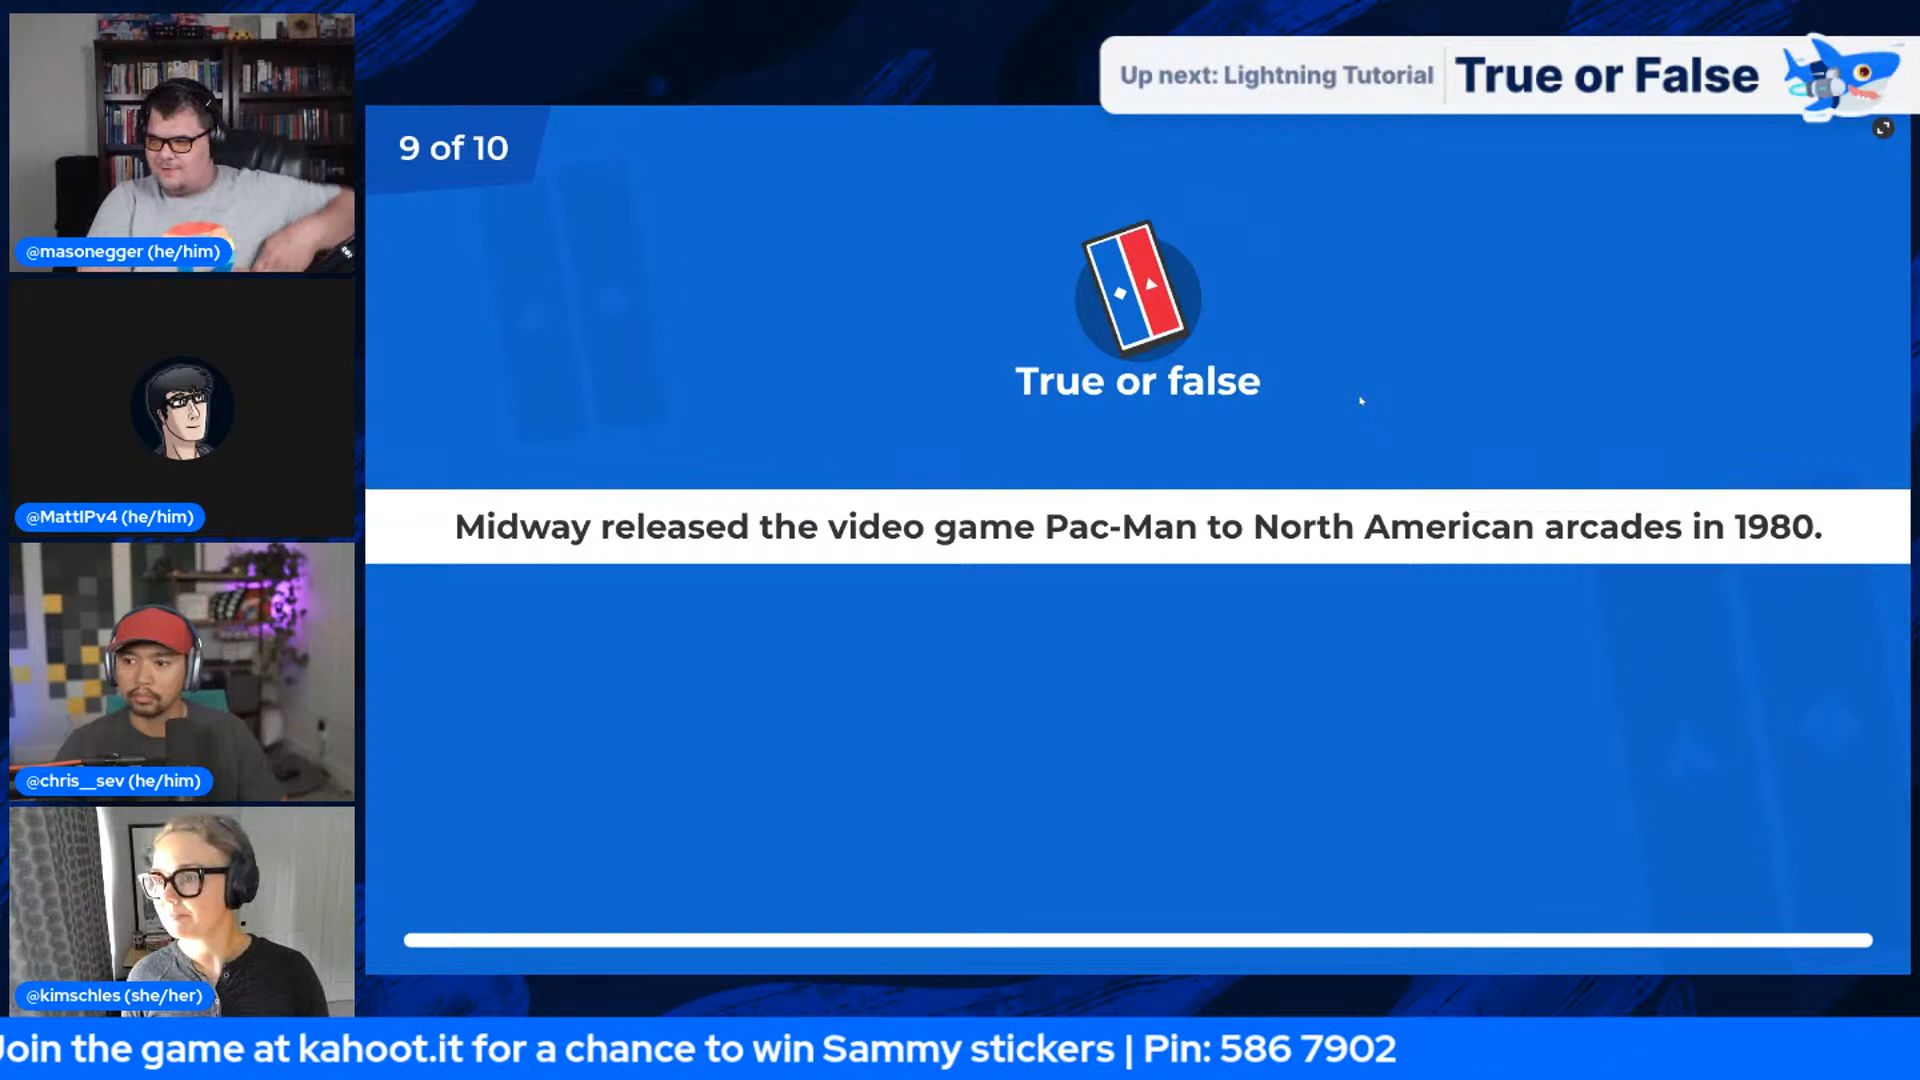 Up next: Lightning Tutorial
True or False
9 of 10
True or false
Midway released the video game Pac-Man to North American arcades in 1980.
@masonegger (he/him)
@MattIPv4 (he/him)
@chris__sev (he/him)
@kimschles (she/her)
Join the game at kahoot.it for a chance to win Sammy stickers | Pin: 586 7902